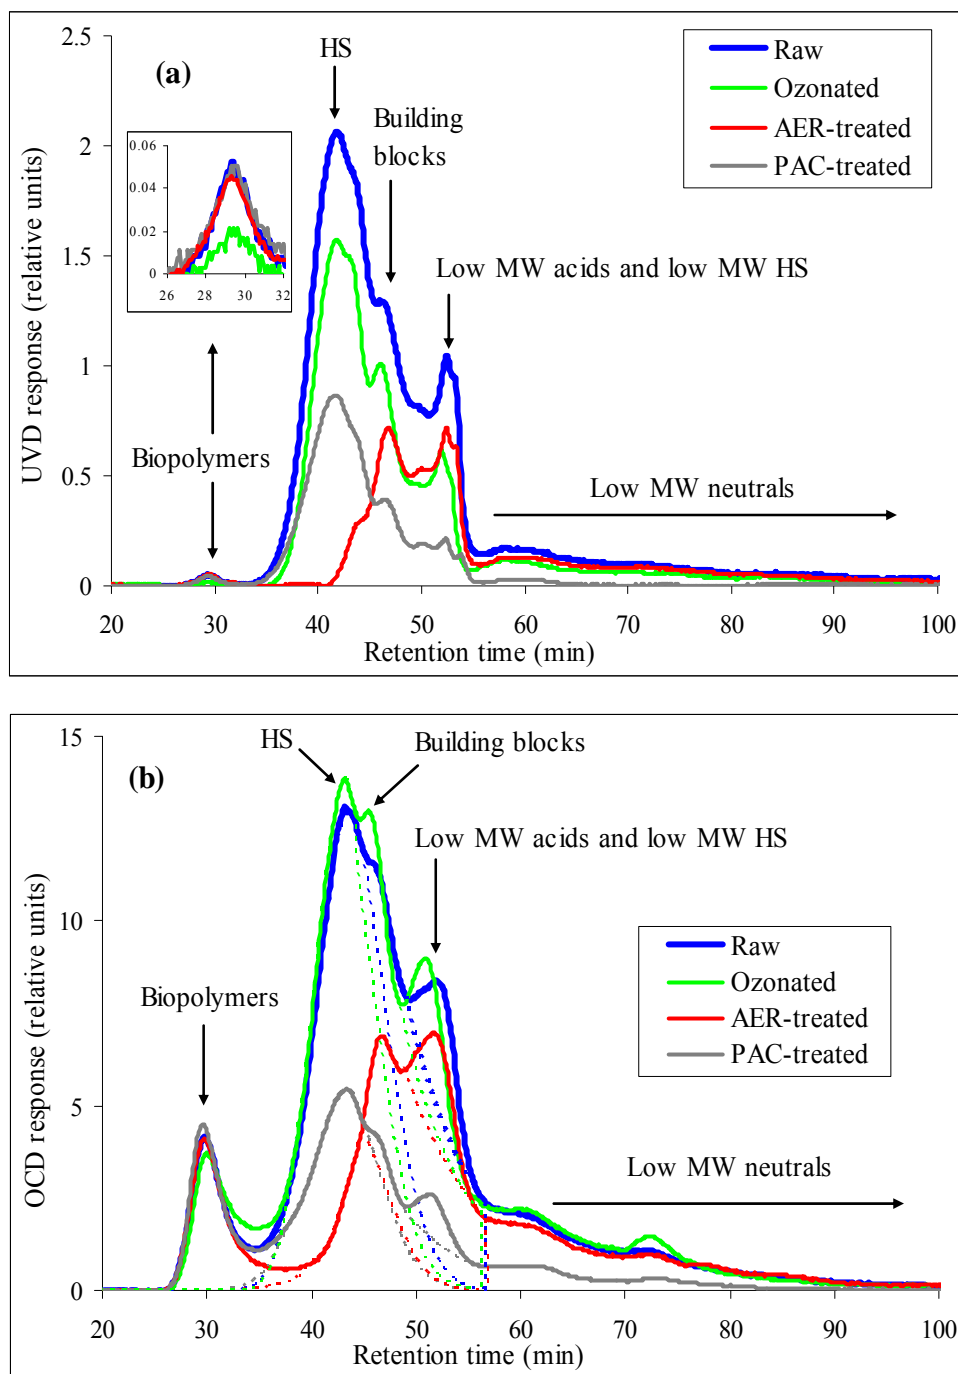 (a)
HS
Building
blocks
Low MW acids and low MW HS
Biopolymers
Low MW neutrals
Raw
Ozonated
AER-treated
PAC-treated
UVD response (relative units)
2.5
2
1.5
1
0.5
0
0.06
0.04
0.02
0
26 28 30 32
20 30 40 50 60 70 80 90 100
Retention time (min)
(b)
HS
Building blocks
Low MW acids and low MW HS
Biopolymers
Low MW neutrals
Raw
Ozonated
AER-treated
PAC-treated
OCD response (relative units)
15
10
5
0
20 30 40 50 60 70 80 90 100
Retention time (min)